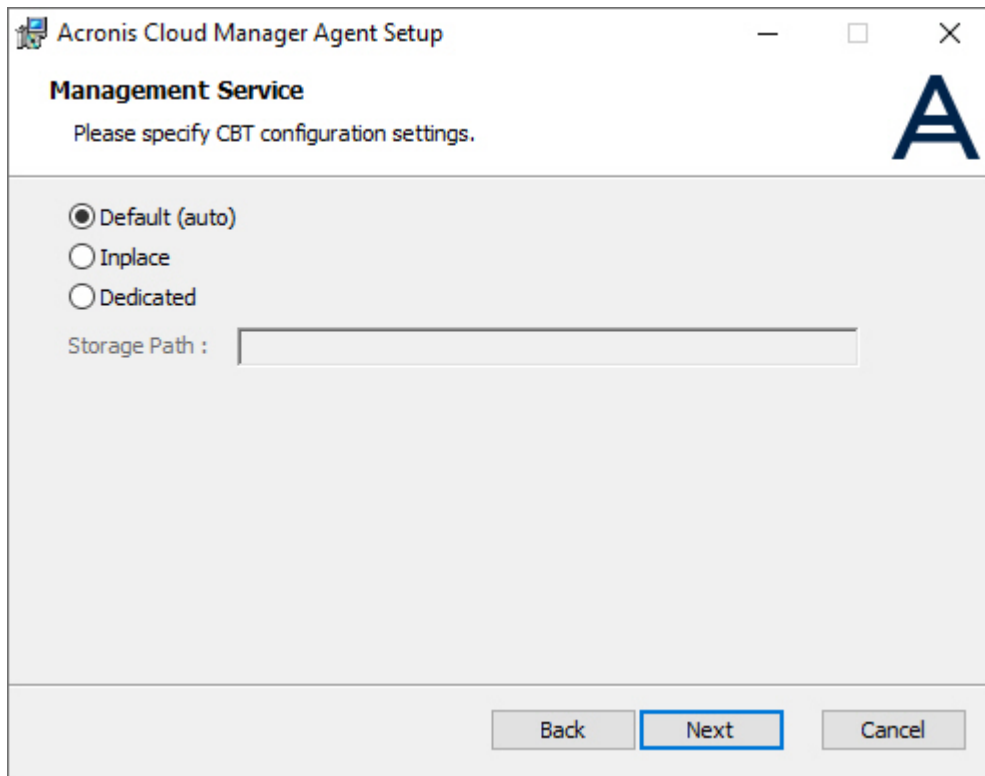 Acronis Cloud Manager Agent Setup
Management Service
Please specify CBT configuration settings.
Default (auto)
Inplace
Dedicated
Storage Path :
Back Next Cancel